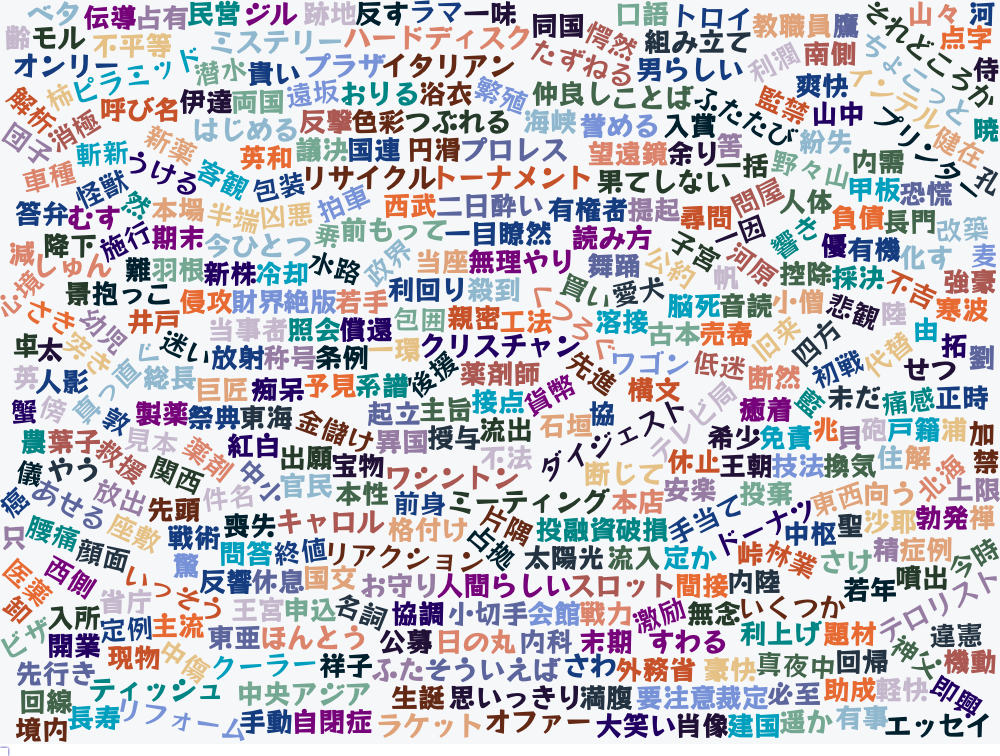 ベタ 伝導 占有 民営 ジル 跡地 反す ラマ 一味 同国 口語 トロイ 教職員 鷹 それどころか 山々 河
齢 モル 不平等 ミステリー ハードディスク 愕然 組み立て 点字
オンリー ピラミッド 潜水 貴い プラザ イタリアン たずねる 男らしい 利潤 南側 ちょこっと 侍
解析 柿 呼び名 伊達 両国 遠坂 おりる 浴衣 繁殖 仲良し ことば ふたたび 監禁 爽快 山中 インテル プリンター 暁
団子 消極 新薬 はじめる 反撃 色彩 つぶれる 海峡 誉める 入賞 筈 紛失 健在
車種 斬新 うける 客観 英和 議決 国連 円滑 プロレス 望遠鏡 余り 一括 野々山 内需 孔
怪獣 然 包装 リサイクル トーナメント 果てしない 問屋 人体 甲板 恐慌
答弁 むす 本場 半端 凶悪 拍車 西武 二日酔い 有権者 提起 尋問 一因 響き 負債 長門 改築
減 降下 施行 期末 今ひとつ 乗 前もって 一目瞭然 読み方 子宮 優 有機 化す 麦
しゅん 難 羽根 新株 冷却 水路 政界 当座 無理やり 舞踊 公約 帆 河原 控除 採決 不吉 強豪
心境 景 抱っこ 侵攻 財界 絶版 若手 利回り 殺到 くつろぐ 買い 愛犬 脳死 音読 小僧 悲観 陸 寒波
さき 幼児 井戸 当事者 照会 償還 包囲 親密 工法 溶接 古本 売春 旧来 四方 由 拓
卓 太 突き 真っ直ぐ 迷い 放射 称号 条例 一環 クリスチャン 先進 ワゴン 低迷 初戦 代替 せつ 劉
英 人影 総長 巨匠 痴呆 予見 系譜 後援 薬剤師 貨幣 構文 断然 藍 未だ 痛感 正時
蟹 傍 敦 製薬 祭典 東海 金儲け 起立 主旨 接点 石垣 協 ダイジェスト テレビ局 癒着
農 葉子 救援 見本 薬剤 紅白 出願 異国 授与 流出 希少 免責 兆 貝 砲 戸籍 浦 加
儀 やう 関西 中々 宝物 ワシントン 不法 断じて 休止 王朝 技法 換気 住解 禁
癌 あせる 放出 先頭 件名 官民 本性 前身 ミーティング 本店 安楽 投棄 東西 向う 北海 上限
只 腰痛 座敷 戦術 喪失 キャロル 格付け 片隅 投融資 破損 手当て ドーナツ 中枢 聖 沙耶 勃発 禅
医薬 西側 顔面 驚 問答 終値 リアクション 占拠 太陽光 流入 定か 峠 林業 さけ 精 症例 今時
卸 いっそう 反響 休息 国交 お守り 人間らしい スロット 間接 内陸 若年 噴出
ビザ 入所 省庁 王宮 申込 名詞 協調 小切手 会館 戦力 激励 無念 いくつか テロリスト
開業 定例 主流 東亜 ほんとう 公募 日の丸 内科 末期 すわる 利上げ 題材 違憲
先行き 現物 中傷 クーラー 祥子 ふた そういえば さわ 外務省 豪快 真夜中 回帰 神父 機動
回線 ティッシュ 中央アジア 生誕 思いっきり 満腹 要注意 裁定 必至 助成 軽快 即興
境内 長寿 リフォーム 手動 自閉症 ラケット オファー 大笑い 肖像 建国 遥か 有事 エッセイ